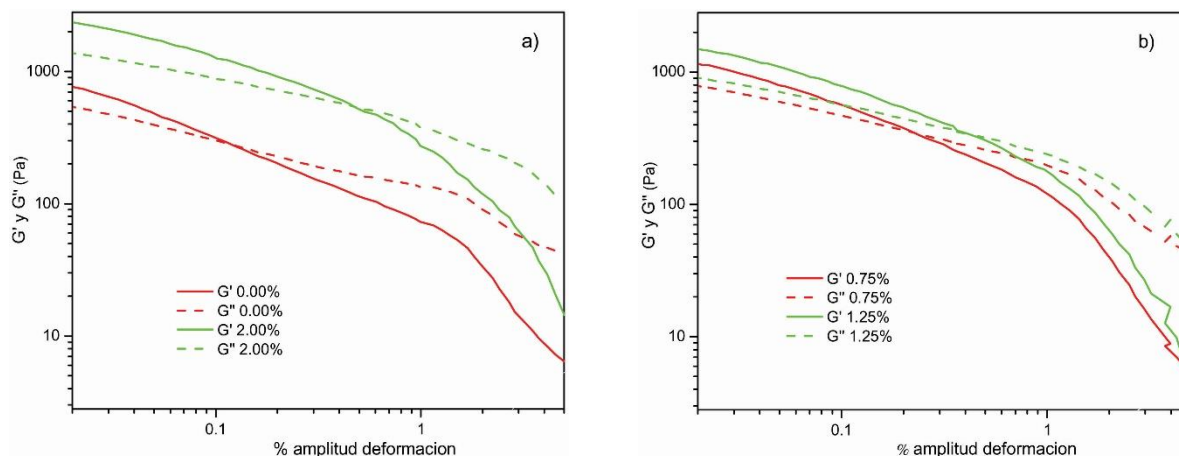 a)
1000
100
10
G' y G'' (Pa)
G' 0.00%
G'' 0.00%
G' 2.00%
G'' 2.00%
0.1
1
% amplitud deformacion
b)
1000
100
10
G' y G'' (Pa)
G' 0.75%
G'' 0.75%
G' 1.25%
G'' 1.25%
0.1
1
% amplitud deformacion